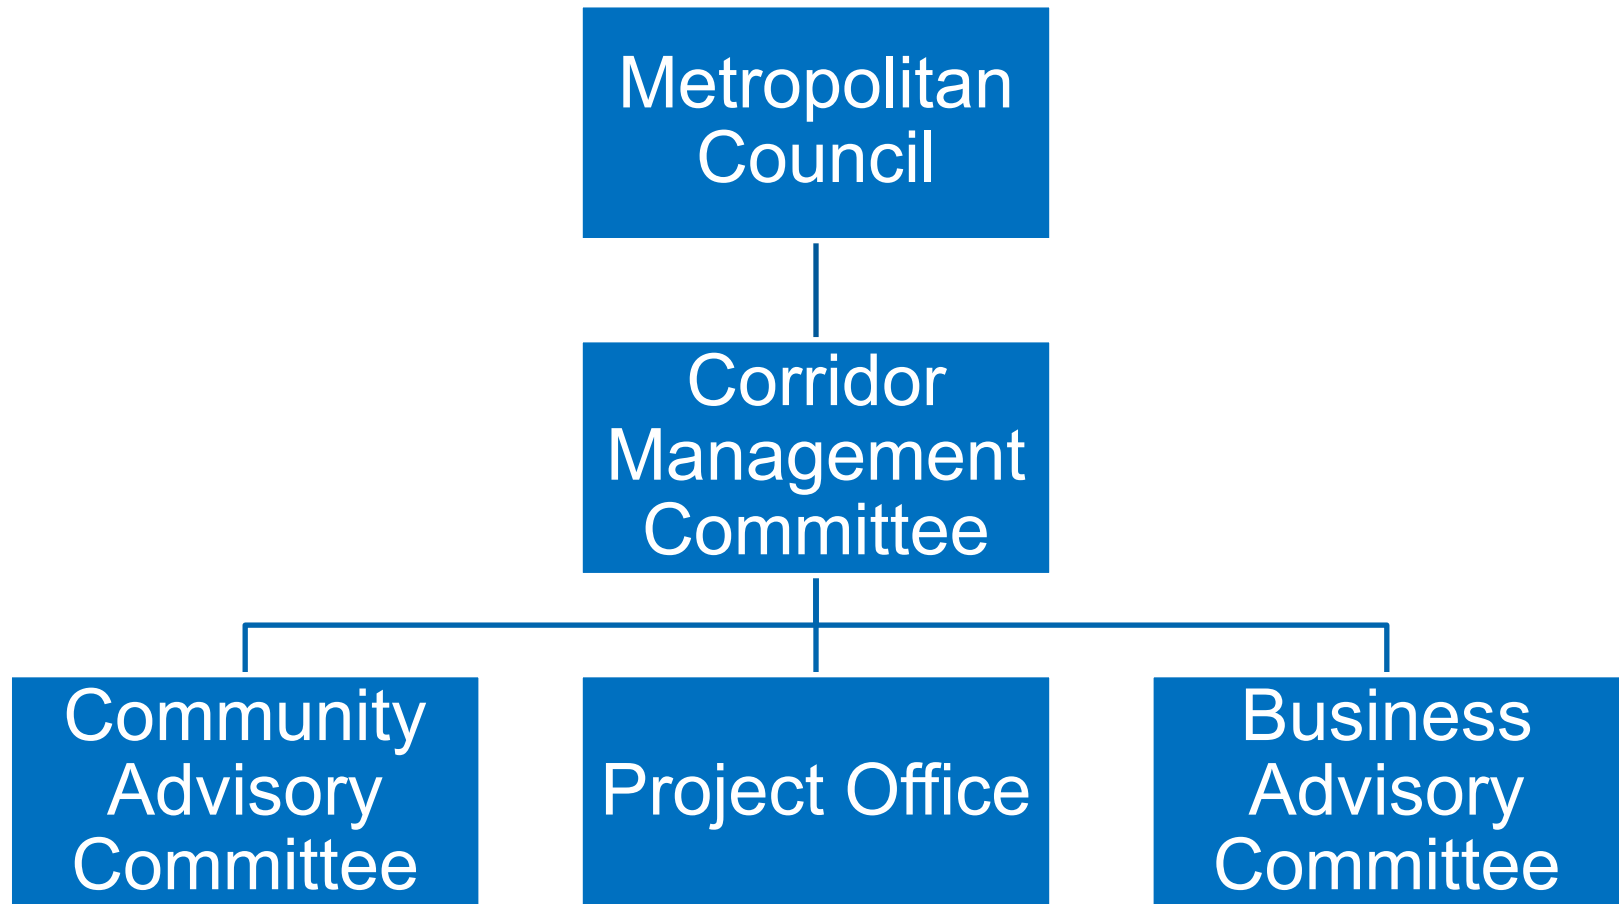 Metropolitan
Council
Corridor
Management
Committee
Community
Advisory
Committee
Project Office
Business
Advisory
Committee